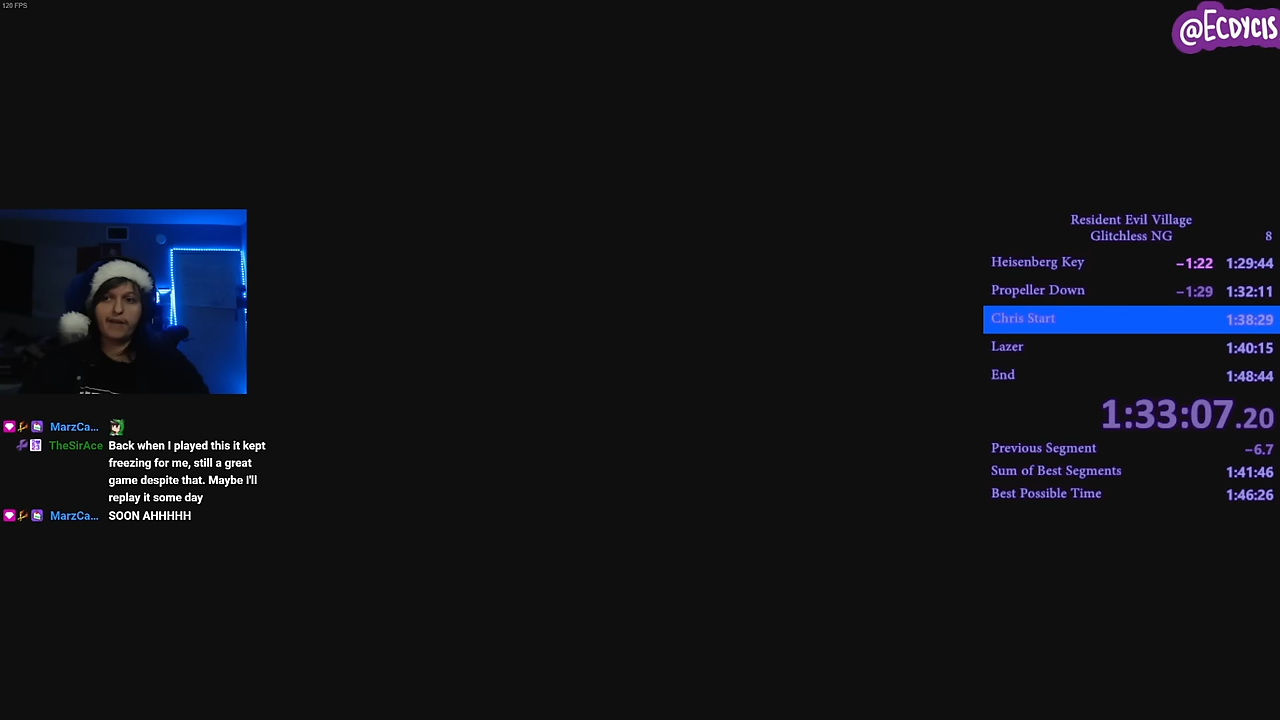 120 FPS
@ECDYCIS
Resident Evil Village
Glitchless NG 8
Heisenberg Key −1:22 1:29:44
Propeller Down −1:29 1:32:11
Chris Start 1:38:29
Lazer 1:40:15
End 1:48:44
1:33:07.20
Previous Segment −6.7
Sum of Best Segments 1:41:46
Best Possible Time 1:46:26
MarzCa...
TheSirAce Back when I played this it kept
freezing for me, still a great
game despite that. Maybe I'll
replay it some day
MarzCa... SOON AHHHHH